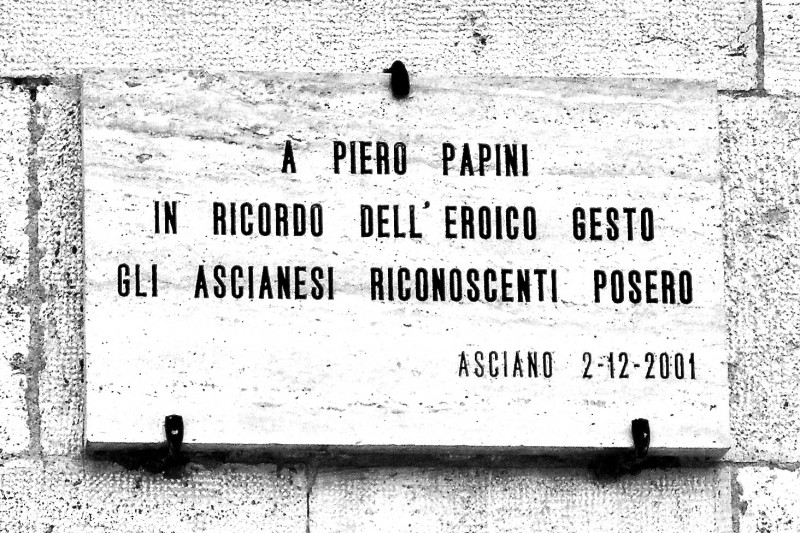 A PIERO PAPINI
IN RICORDO DELL'EROICO GESTO
GLI ASCIANESI RICONOSCENTI POSERO
ASCIANO 2-12-2001